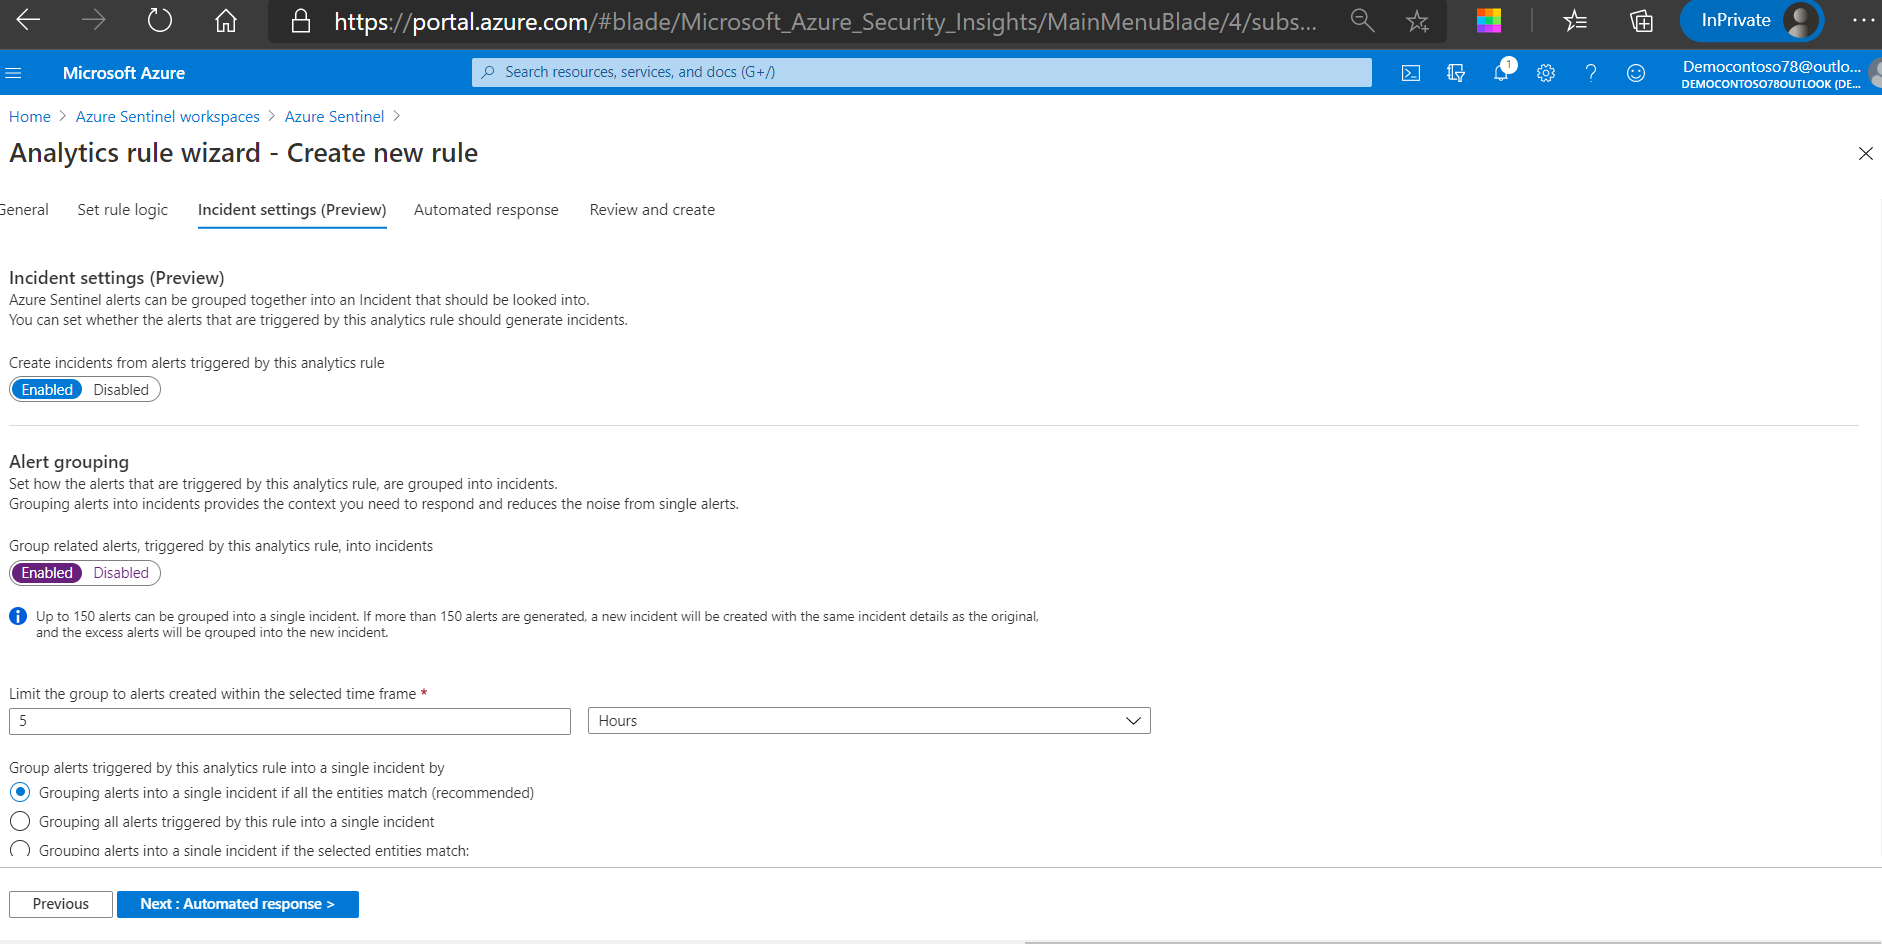 https://portal.azure.com/#blade/Microsoft_Azure_Security_Insights/MainMenuBlade/4/subs...
InPrivate
Microsoft Azure
Search resources, services, and docs (G+/)
1
Democontoso78@outlo...
DEMOCONTOSO78OUTLOOK (DE...
Home > Azure Sentinel workspaces > Azure Sentinel >
Analytics rule wizard - Create new rule
General Set rule logic Incident settings (Preview) Automated response Review and create
Incident settings (Preview)
Azure Sentinel alerts can be grouped together into an Incident that should be looked into.
You can set whether the alerts that are triggered by this analytics rule should generate incidents.
Create incidents from alerts triggered by this analytics rule
Enabled Disabled
Alert grouping
Set how the alerts that are triggered by this analytics rule, are grouped into incidents.
Grouping alerts into incidents provides the context you need to respond and reduces the noise from single alerts.
Group related alerts, triggered by this analytics rule, into incidents
Enabled Disabled
Up to 150 alerts can be grouped into a single incident. If more than 150 alerts are generated, a new incident will be created with the same incident details as the original,
and the excess alerts will be grouped into the new incident.
Limit the group to alerts created within the selected time frame *
5 Hours
Group alerts triggered by this analytics rule into a single incident by
Grouping alerts into a single incident if all the entities match (recommended)
Grouping all alerts triggered by this rule into a single incident
Grouping alerts into a single incident if the selected entities match:
Previous Next : Automated response >